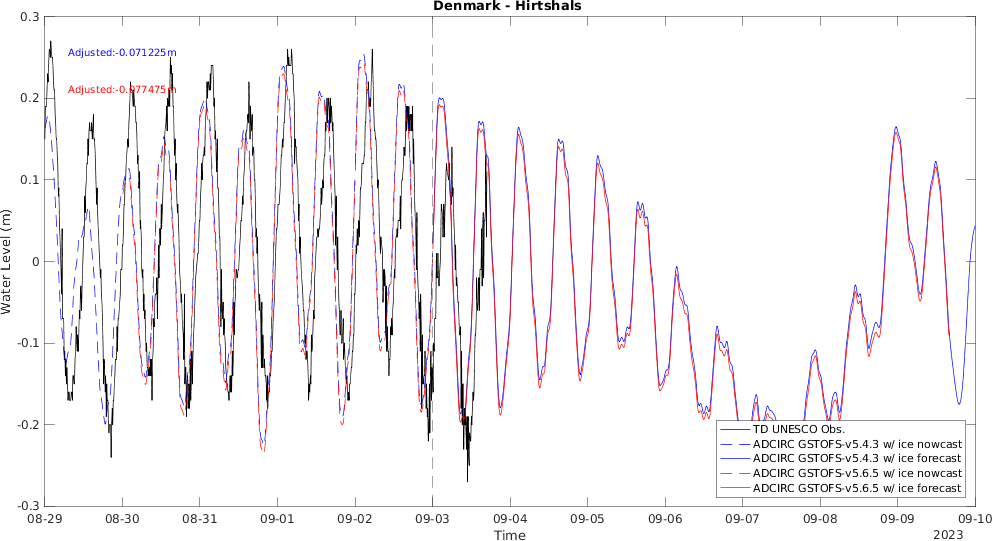 Denmark - Hirtshals
0.3
0.2
0.1
0
-0.1
-0.2
-0.3
Water Level (m)
Adjusted:-0.071225m
Adjusted:-0.077475m
TD UNESCO Obs.
ADCIRC GSTOFS-v5.4.3 w/ ice nowcast
ADCIRC GSTOFS-v5.4.3 w/ ice forecast
ADCIRC GSTOFS-v5.6.5 w/ ice nowcast
ADCIRC GSTOFS-v5.6.5 w/ ice forecast
08-29 08-30 08-31 09-01 09-02 09-03 09-04 09-05 09-06 09-07 09-08 09-09 09-10
Time
2023